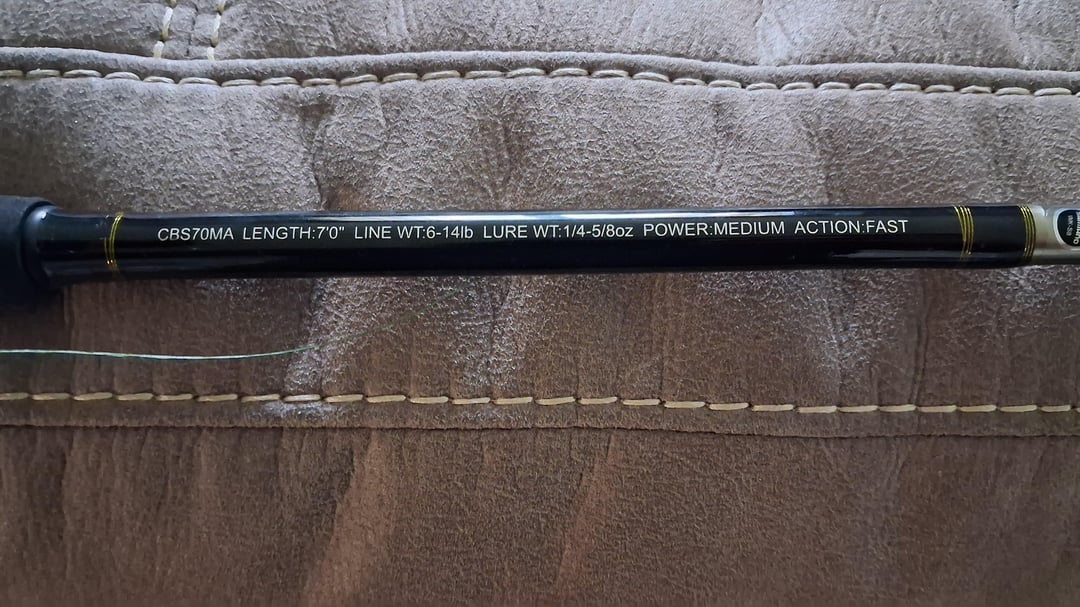 CBS70MA LENGTH:7'0" LINE WT:6-14lb LURE WT:1/4-5/8oz POWER:MEDIUM ACTION:FAST